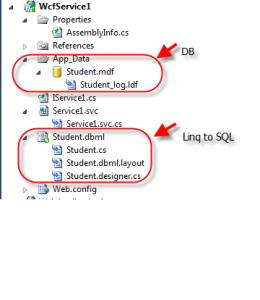 WcfService1
Properties
AssemblyInfo.cs
References
App_Data
DB
Student.mdf
Student_log.ldf
IService1.cs
Service1.svc
Service1.svc.cs
Student.dbml
Linq to SQL
Student.cs
Student.dbml.layout
Student.designer.cs
Web.config